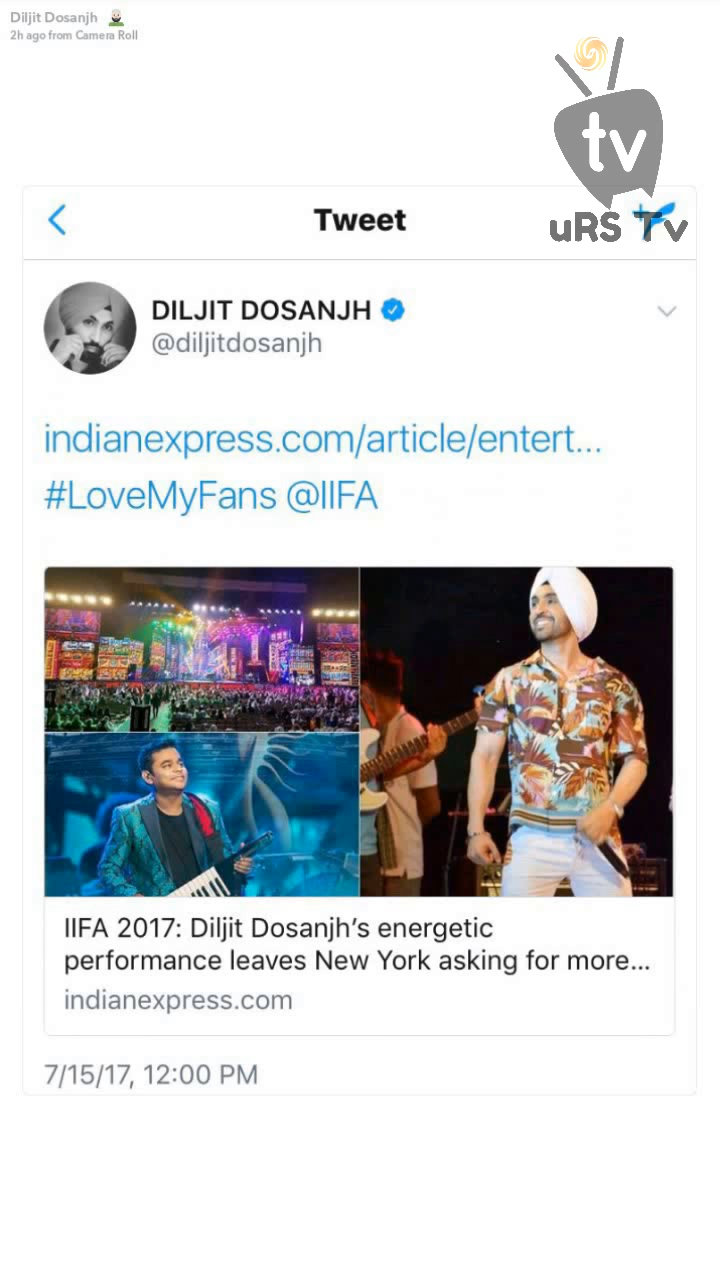 Diljit Dosanjh
2h ago from Camera Roll
tv
uRS Tv
Tweet
DILJIT DOSANJH
@diljitdosanjh
indianexpress.com/article/entert...
#LoveMyFans @IIFA
IIFA 2017: Diljit Dosanjh’s energetic
performance leaves New York asking for more...
indianexpress.com
7/15/17, 12:00 PM